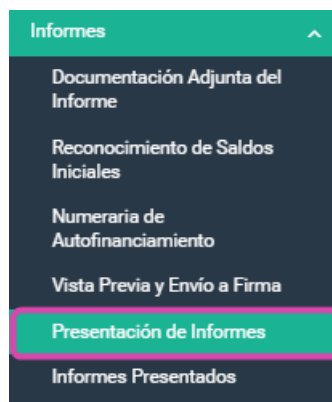 Informes
Documentación Adjunta del
Informe
Reconocimiento de Saldos
Iniciales
Numeraria de
Autofinanciamiento
Vista Previa y Envío a Firma
Presentación de Informes
Informes Presentados